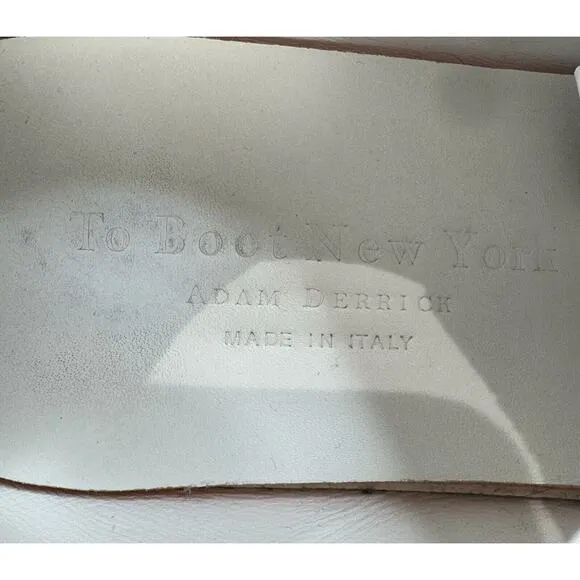 To Boot New York
ADAM DERRICK
MADE IN ITALY